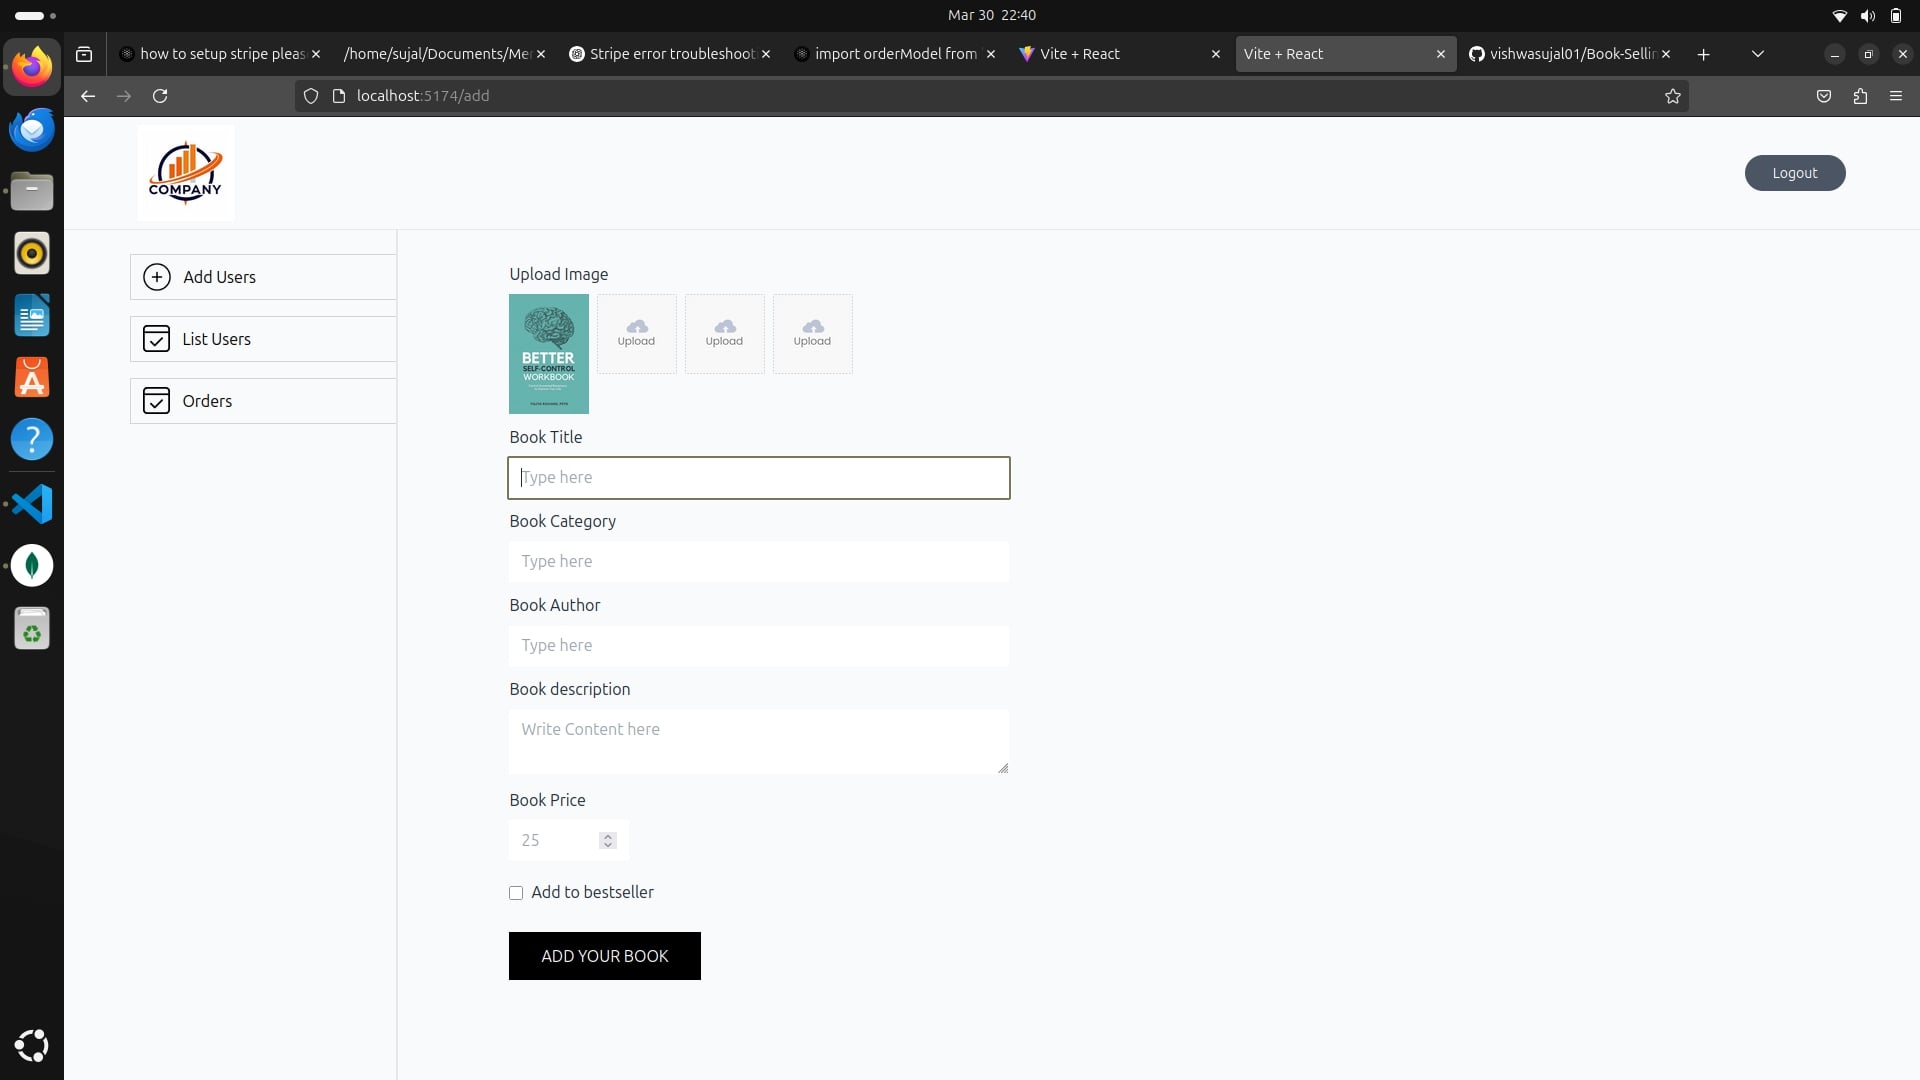 Mar 30 22:40
how to setup stripe pleas
/home/sujal/Documents/Mer
Stripe error troubleshoot
import orderModel from
Vite + React
Vite + React
vishwasujal01/Book-Sellin
localhost:5174/add
COMPANY
Logout
Add Users
List Users
Orders
Upload Image
BETTER
SELF-CONTROL
WORKBOOK
Upload
Upload
Upload
Book Title
Type here
Book Category
Type here
Book Author
Type here
Book description
Write Content here
Book Price
25
Add to bestseller
ADD YOUR BOOK